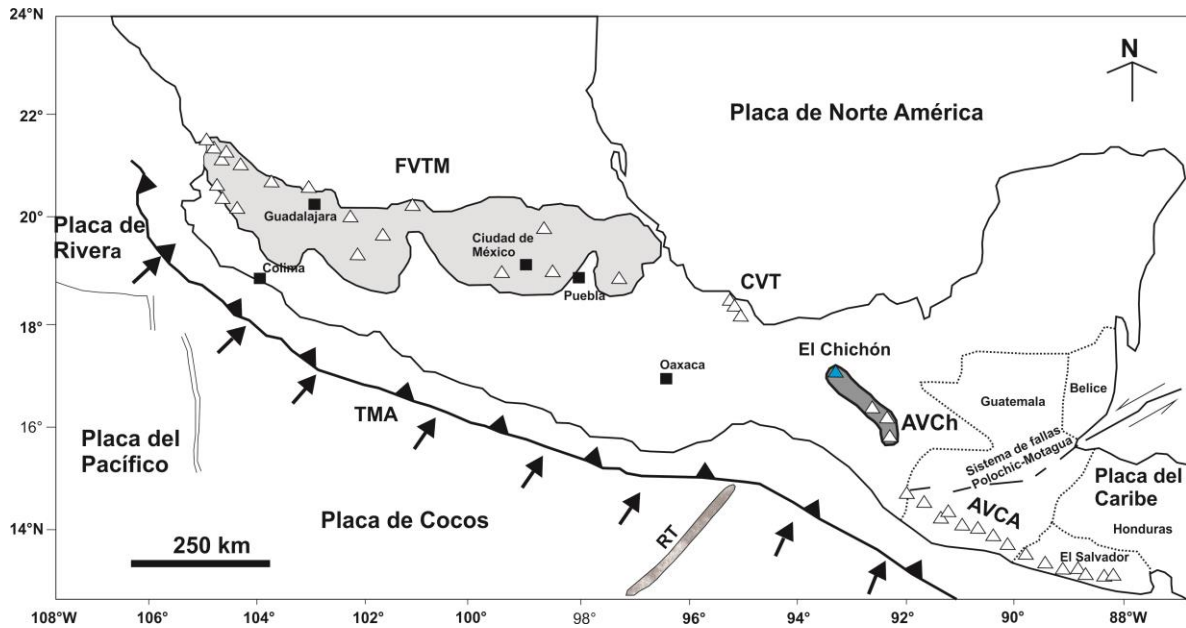 24°N
22°
20°
18°
16°
14°
N
Placa de Norte América
FVTM
Guadalajara
Ciudad de
México
Placa de
Rivera
Colima
Puebla
CVT
El Chichón
Oaxaca
Belice
Guatemala
AVCh
TMA
Placa del
Pacífico
Sistema de fallas
Polochic-Motagua
Placa del
Caribe
AVCA
Placa de Cocos
Honduras
RT
El Salvador
250 km
108°W
106°
104°
102°
100°
98°
96°
94°
92°
90°
88°W